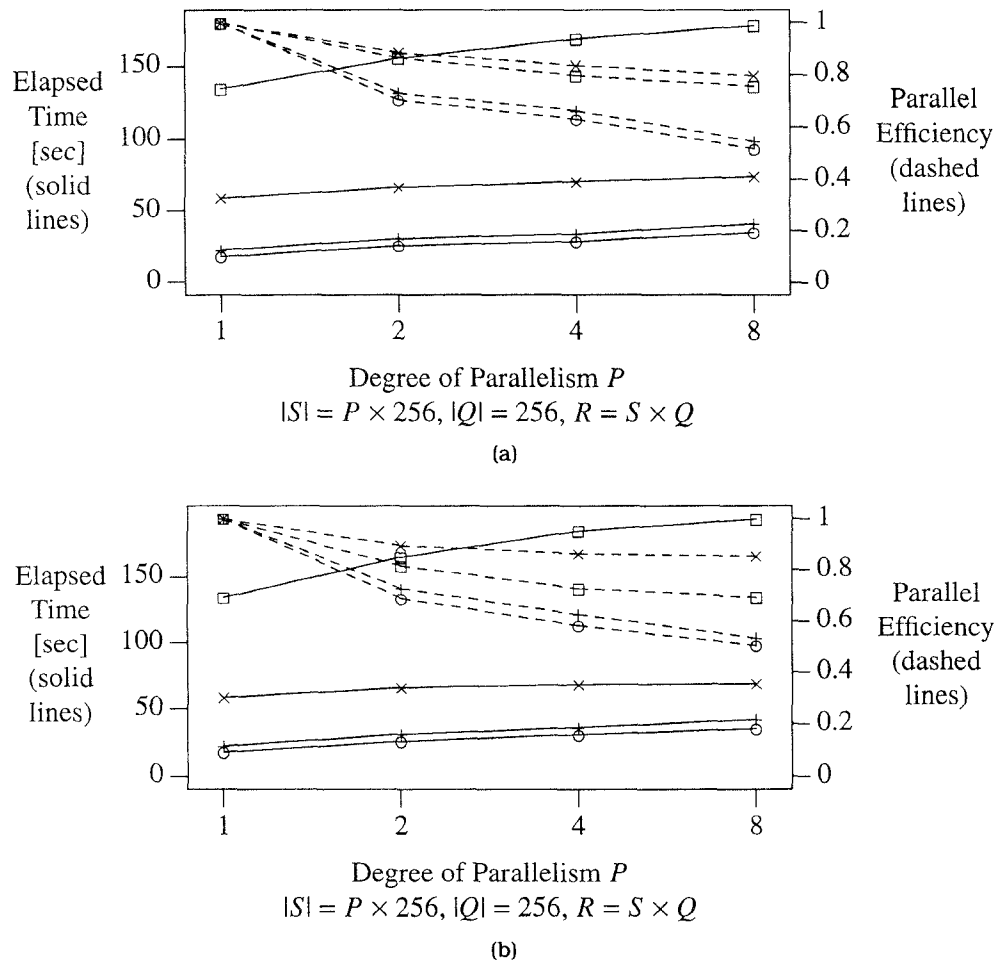 Elapsed
Time
[sec]
(solid
lines)
150
100
50
0
1
0.8
0.6
0.4
0.2
0
Parallel
Efficiency
(dashed
lines)
1 2 4 8
Degree of Parallelism P
|S| = P × 256, |Q| = 256, R = S × Q
(a)
Elapsed
Time
[sec]
(solid
lines)
150
100
50
0
1
0.8
0.6
0.4
0.2
0
Parallel
Efficiency
(dashed
lines)
1 2 4 8
Degree of Parallelism P
|S| = P × 256, |Q| = 256, R = S × Q
(b)